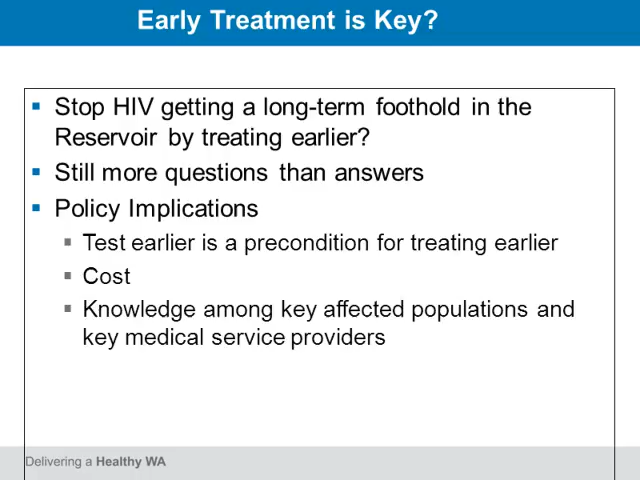 Early Treatment is Key?
▪ Stop HIV getting a long-term foothold in the
Reservoir by treating earlier?
▪ Still more questions than answers
▪ Policy Implications
▪ Test earlier is a precondition for treating earlier
▪ Cost
▪ Knowledge among key affected populations and
key medical service providers
Delivering a Healthy WA